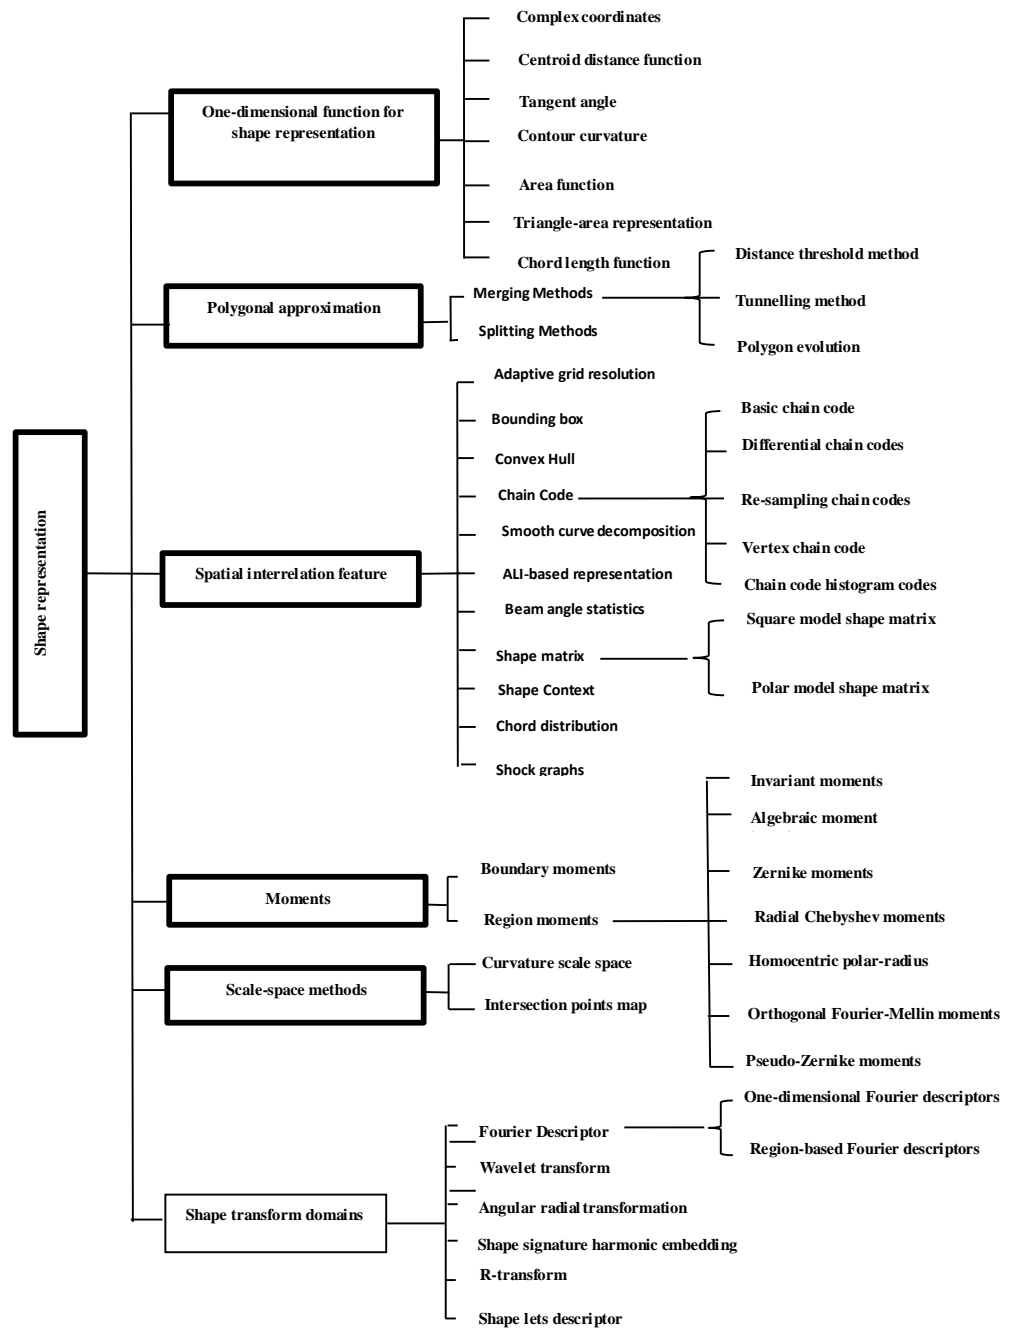 Shape representation
One-dimensional function for
shape representation
Complex coordinates
Centroid distance function
Tangent angle
Contour curvature
Area function
Triangle-area representation
Chord length function
Polygonal approximation
Merging Methods
Splitting Methods
Distance threshold method
Tunnelling method
Polygon evolution
Spatial interrelation feature
Adaptive grid resolution
Bounding box
Convex Hull
Chain Code
Smooth curve decomposition
ALI-based representation
Beam angle statistics
Shape matrix
Shape Context
Chord distribution
Shock graphs
Basic chain code
Differential chain codes
Re-sampling chain codes
Vertex chain code
Chain code histogram codes
Square model shape matrix
Polar model shape matrix
Moments
Boundary moments
Region moments
Invariant moments
Algebraic moment
Zernike moments
Radial Chebyshev moments
Homocentric polar-radius
Orthogonal Fourier-Mellin moments
Pseudo-Zernike moments
Scale-space methods
Curvature scale space
Intersection points map
Shape transform domains
Fourier Descriptor
Wavelet transform
Angular radial transformation
Shape signature harmonic embedding
R-transform
Shape lets descriptor
One-dimensional Fourier descriptors
Region-based Fourier descriptors